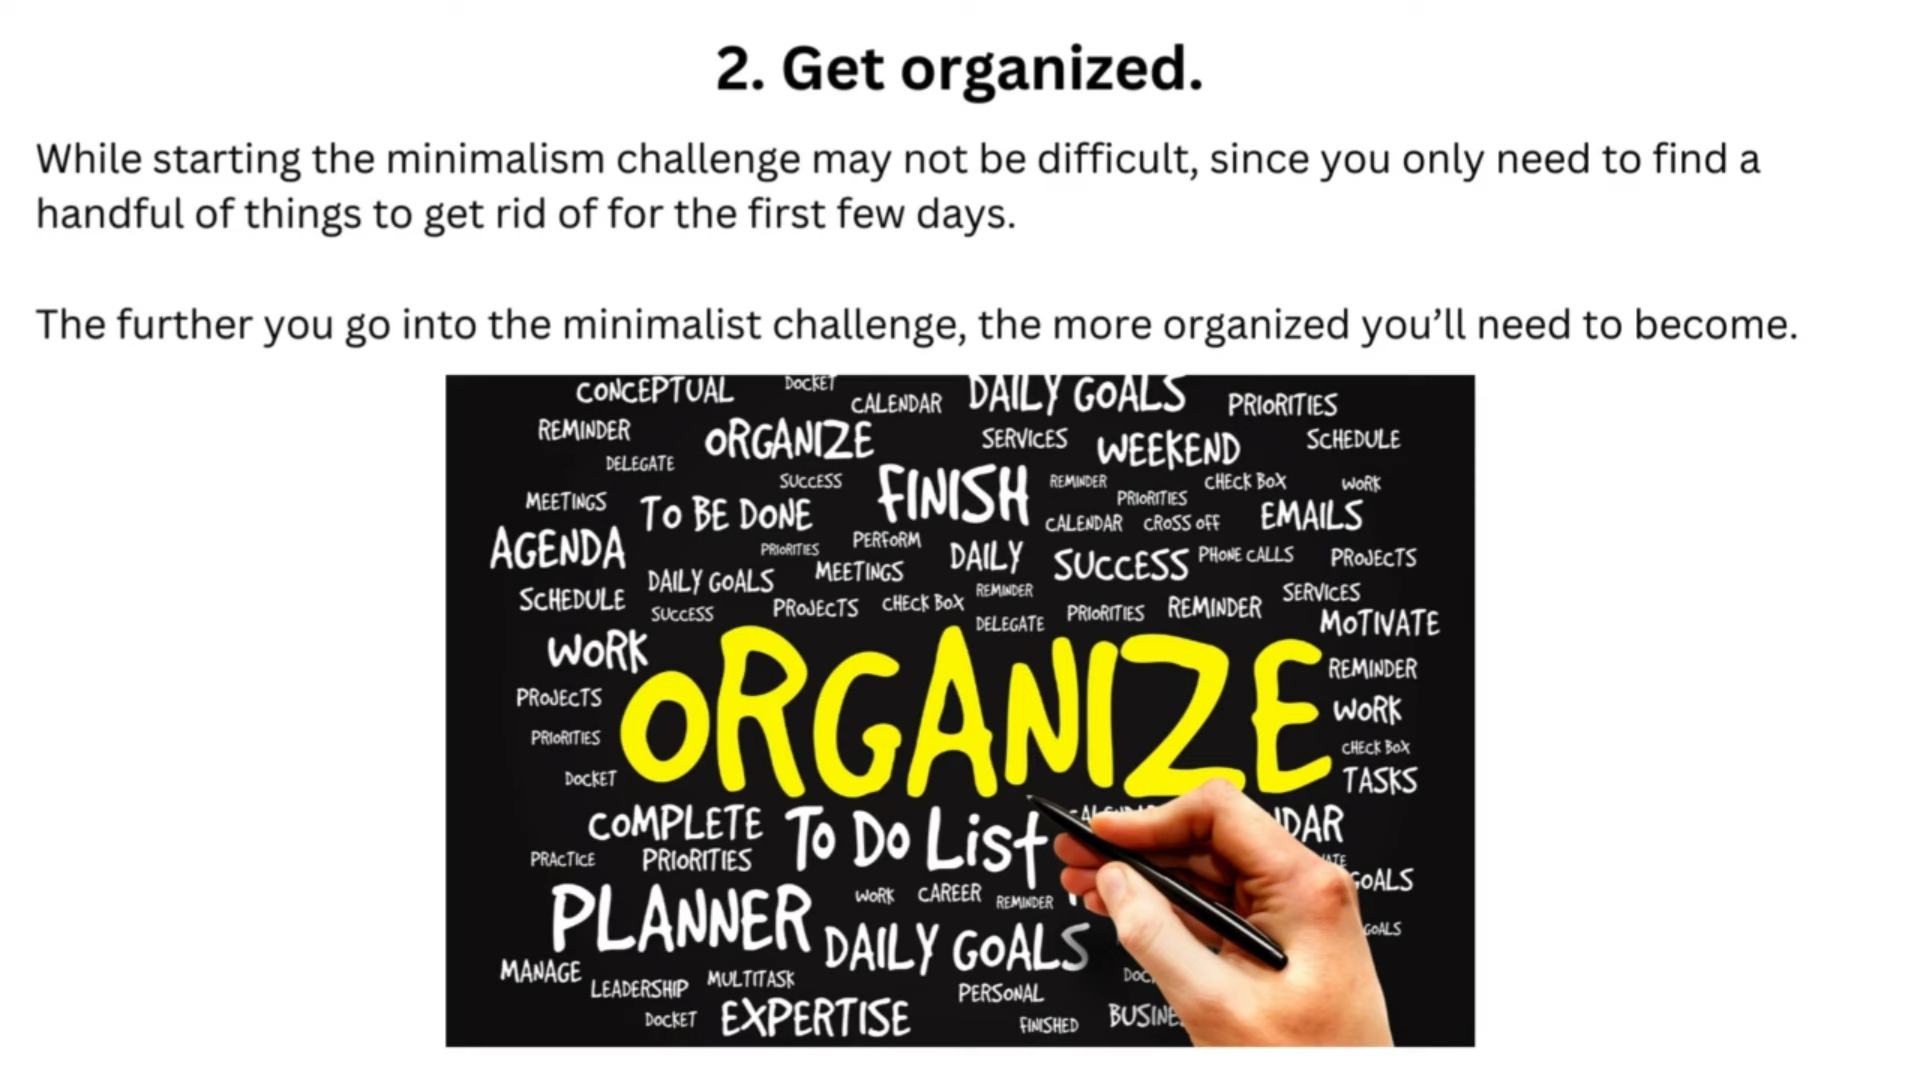 2. Get organized.
While starting the minimalism challenge may not be difficult, since you only need to find a
handful of things to get rid of for the first few days.
The further you go into the minimalist challenge, the more organized you’ll need to become.
CONCEPTUAL DOCKET CALENDAR DAILY GOALS PRIORITIES
REMINDER ORGANIZE SERVICES WEEKEND SCHEDULE
DELEGATE SUCCESS FINISH REMINDER CHECK BOX WORK
MEETINGS TO BE DONE PRIORITIES EMAILS
CALENDAR CROSS OFF
AGENDA PRIORITIES PERFORM DAILY SUCCESS PHONE CALLS PROJECTS
DAILY GOALS MEETINGS REMINDER SERVICES
SCHEDULE SUCCESS PROJECTS CHECK BOX PRIORITIES REMINDER
DELEGATE MOTIVATE
WORK REMINDER
PROJECTS ORGANIZE WORK
PRIORITIES CHECK BOX
DOCKET TASKS
COMPLETE To Do List
PRACTICE PRIORITIES GOALS
PLANNER WORK CAREER REMINDER
DAILY GOALS GOALS
MANAGE LEADERSHIP MULTITASK PERSONAL
DOCKET EXPERTISE FINISHED